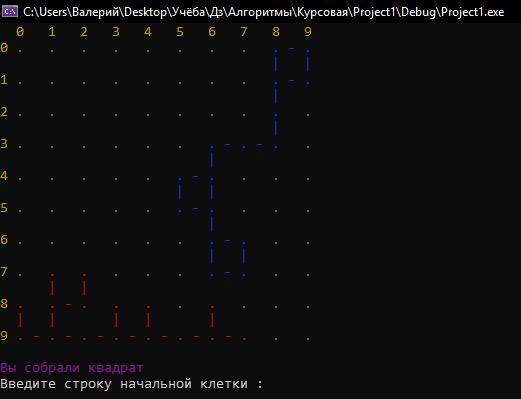 C:\Users\Валерий\Desktop\Учёба\Дз\Алгоритмы\Курсовая\Project1\Debug\Project1.exe
0 1 2 3 4 5 6 7 8 9
0 . . . . . . . . . - .
| |
1 . . . . . . . . . - .
|
2 . . . . . . . . . .
|
3 . . . . . . . - . - . .
|
4 . . . . . . - . . . .
| |
5 . . . . . . - . . . .
|
6 . . . . . . . - . . .
| |
7 . . . . . . . - . . .
| |
8 . . - . . . . . . . .
| | | | |
9 . - . - . - . - . - . - . - . . .
Вы собрали квадрат
Введите строку начальной клетки :